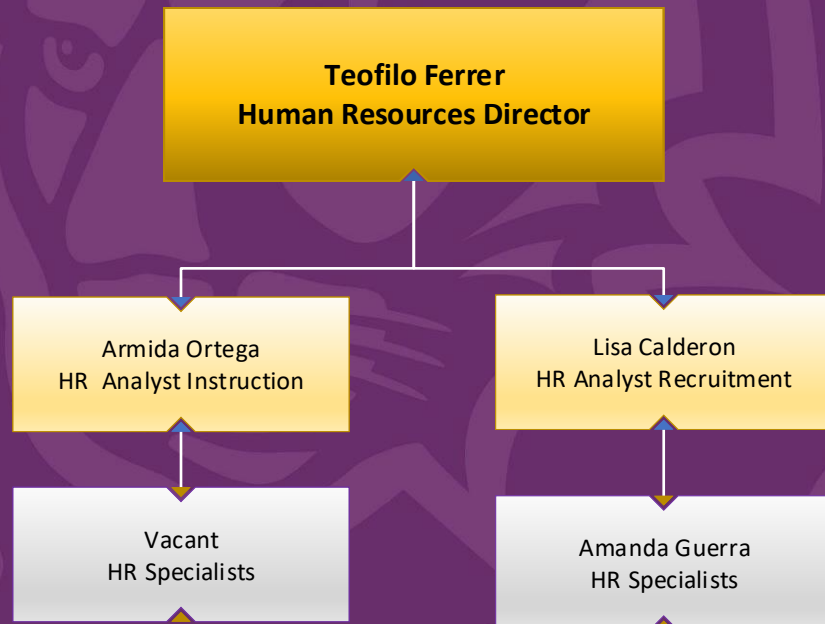 Teofilo Ferrer
Human Resources Director
Armida Ortega
HR Analyst Instruction
Lisa Calderon
HR Analyst Recruitment
Vacant
HR Specialists
Amanda Guerra
HR Specialists